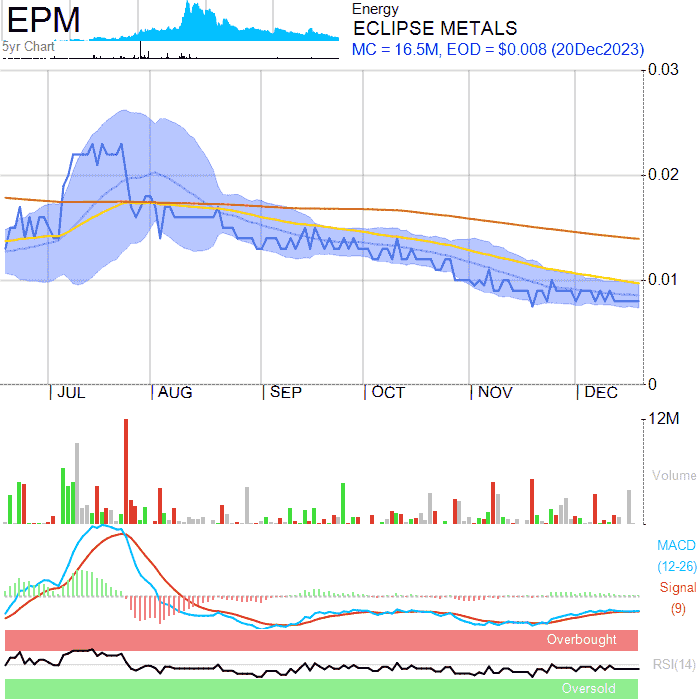 EPM
5yr Chart
Energy
ECLIPSE METALS
MC = 16.5M, EOD = $0.008 (20Dec2023)
0.03
0.02
0.01
0
JUL AUG SEP OCT NOV DEC
12M
Volume
MACD
(12-26)
Signal
(9)
Overbought
RSI(14)
Oversold